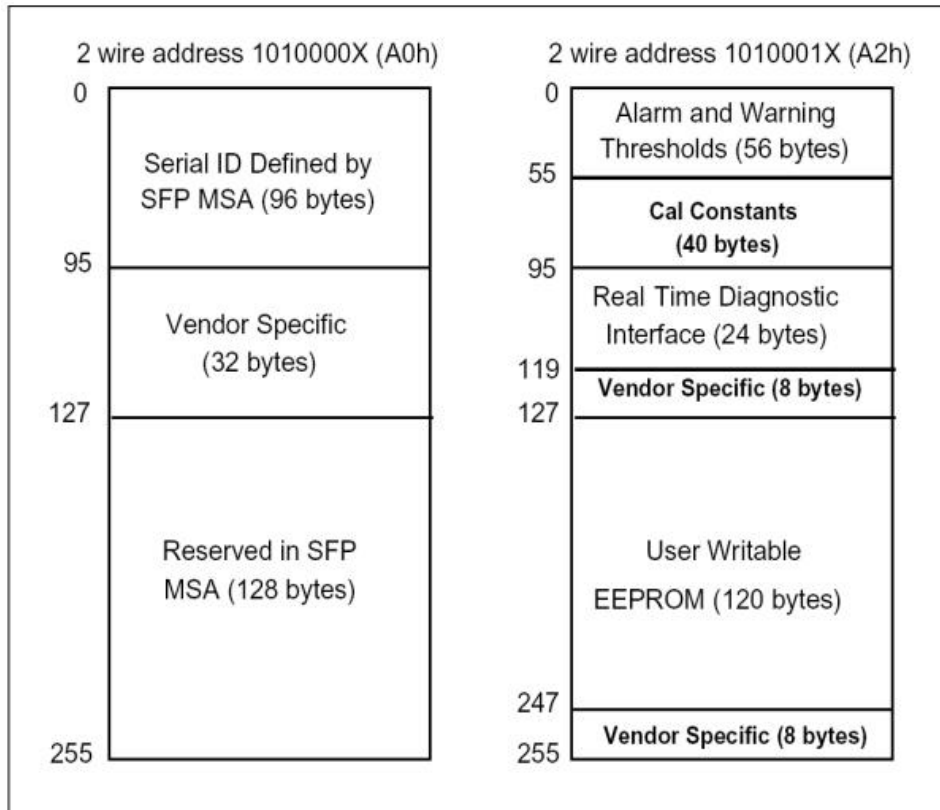 2 wire address 1010000X (A0h)
0
Serial ID Defined by
SFP MSA (96 bytes)
95
Vendor Specific
(32 bytes)
127
Reserved in SFP
MSA (128 bytes)
255
2 wire address 1010001X (A2h)
0
Alarm and Warning
Thresholds (56 bytes)
55
Cal Constants
(40 bytes)
95
Real Time Diagnostic
Interface (24 bytes)
119
Vendor Specific (8 bytes)
127
User Writable
EEPROM (120 bytes)
247
Vendor Specific (8 bytes)
255